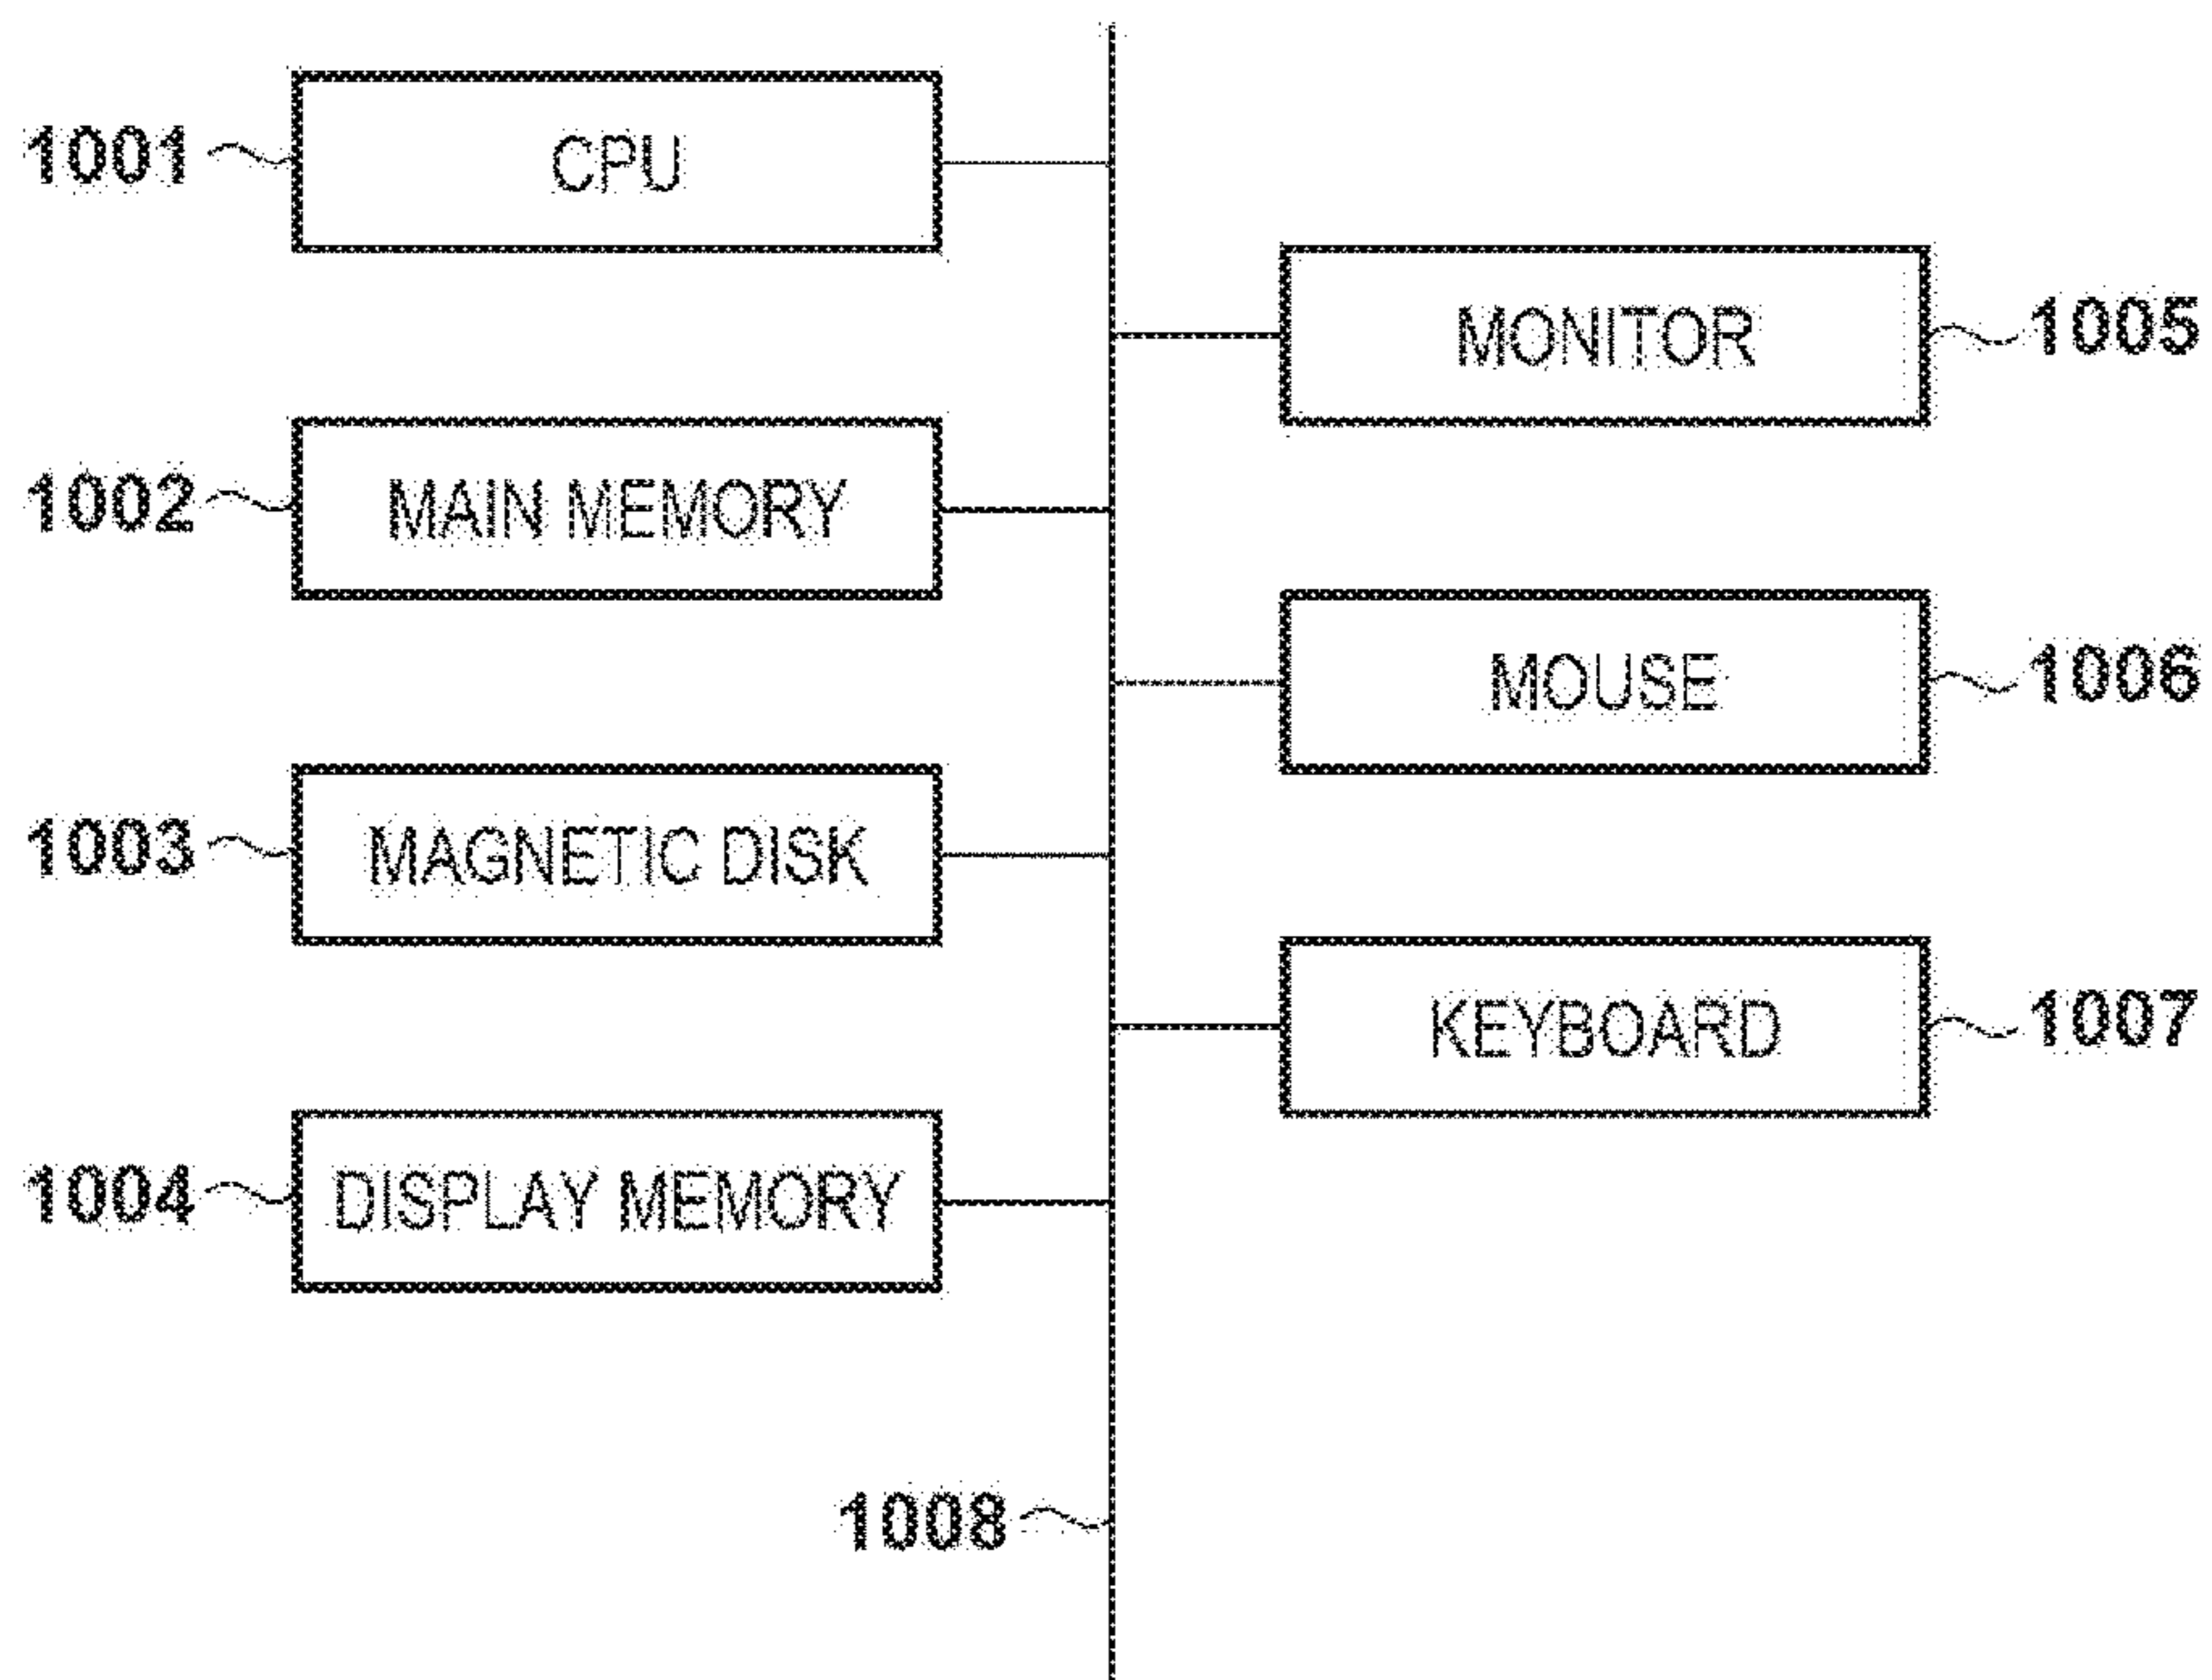 1001 CPU
MONITOR 1005
1002 MAIN MEMORY
MOUSE 1006
1003 MAGNETIC DISK
KEYBOARD 1007
1004 DISPLAY MEMORY
1008